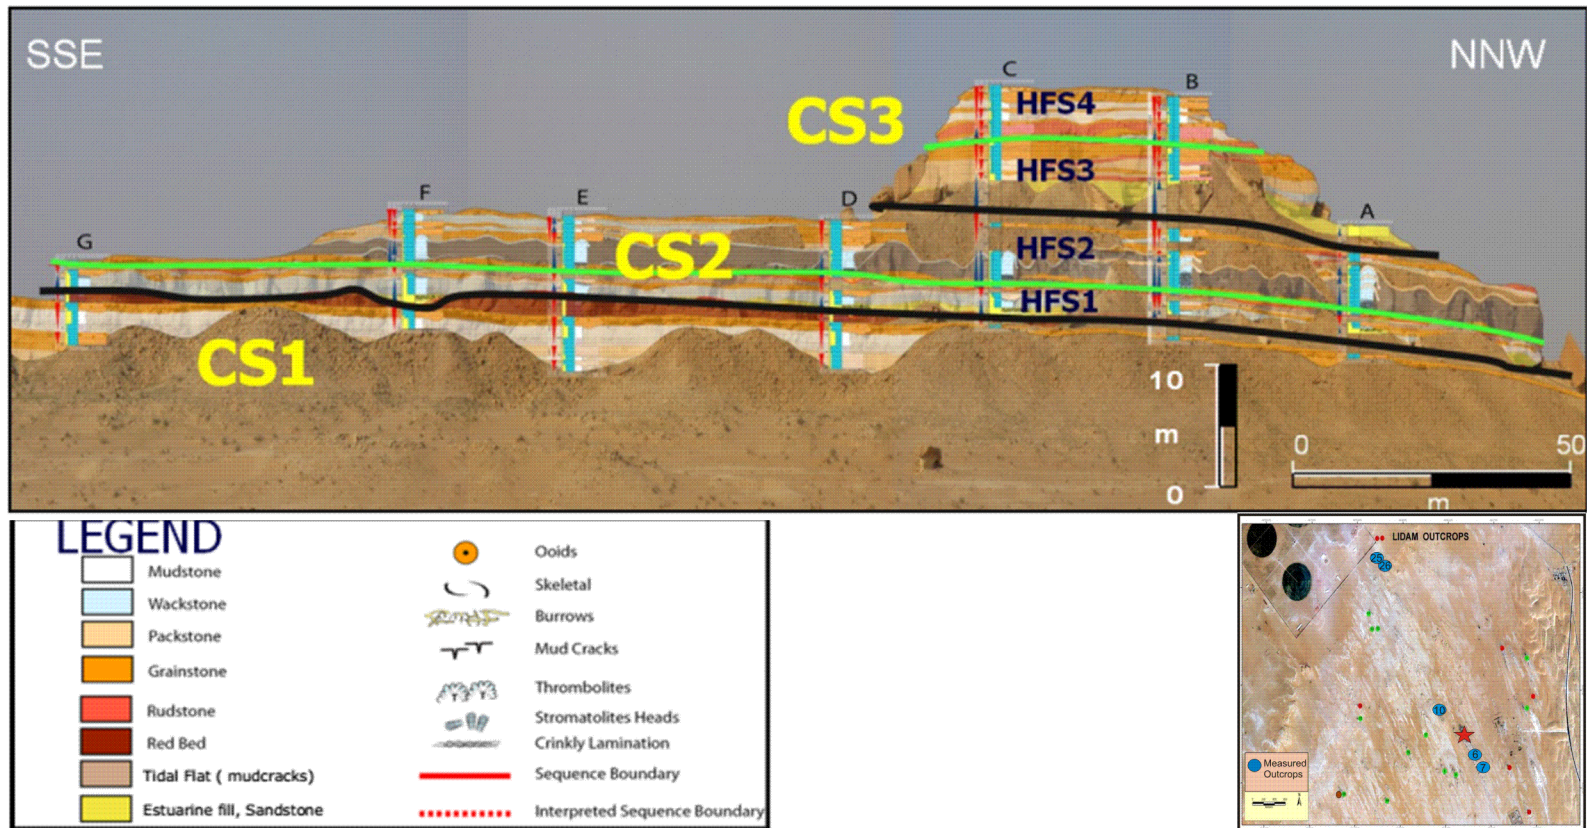 SSE
NNW
C
B
HFS4
CS3
HFS3
F
E
D
A
G
CS2
HFS2
HFS1
CS1
10
m
0
0
50
m
LEGEND
Mudstone
Wackstone
Packstone
Grainstone
Rudstone
Red Bed
Tidal Flat ( mudcracks)
Estuarine fill, Sandstone
Ooids
Skeletal
Burrows
Mud Cracks
Thrombolites
Stromatolites Heads
Crinkly Lamination
Sequence Boundary
Interpreted Sequence Boundary
LIDAM OUTCROPS
25
26
10
6
7
Measured
Outcrops